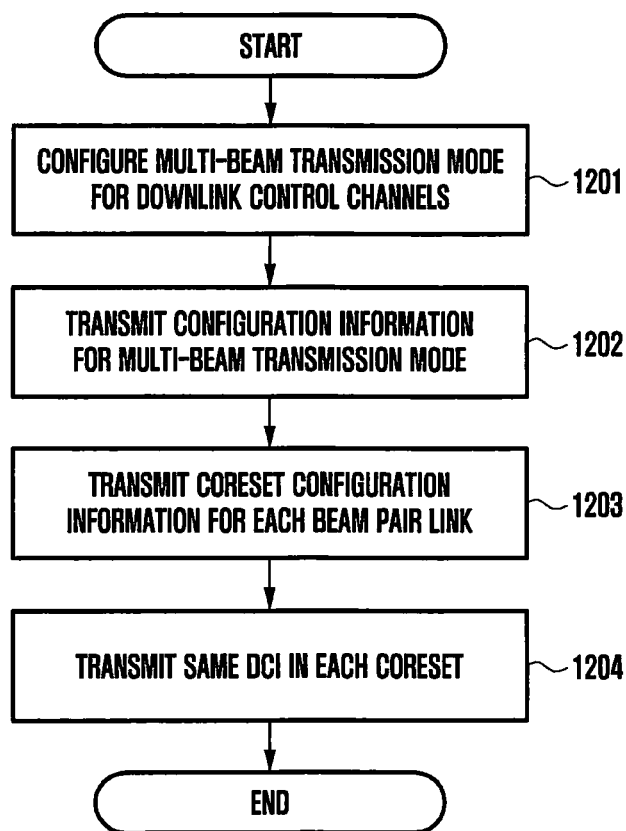 START
CONFIGURE MULTI-BEAM TRANSMISSION MODE
FOR DOWNLINK CONTROL CHANNELS
1201
TRANSMIT CONFIGURATION INFORMATION
FOR MULTI-BEAM TRANSMISSION MODE
1202
TRANSMIT CORESET CONFIGURATION
INFORMATION FOR EACH BEAM PAIR LINK
1203
TRANSMIT SAME DCI IN EACH CORESET
1204
END